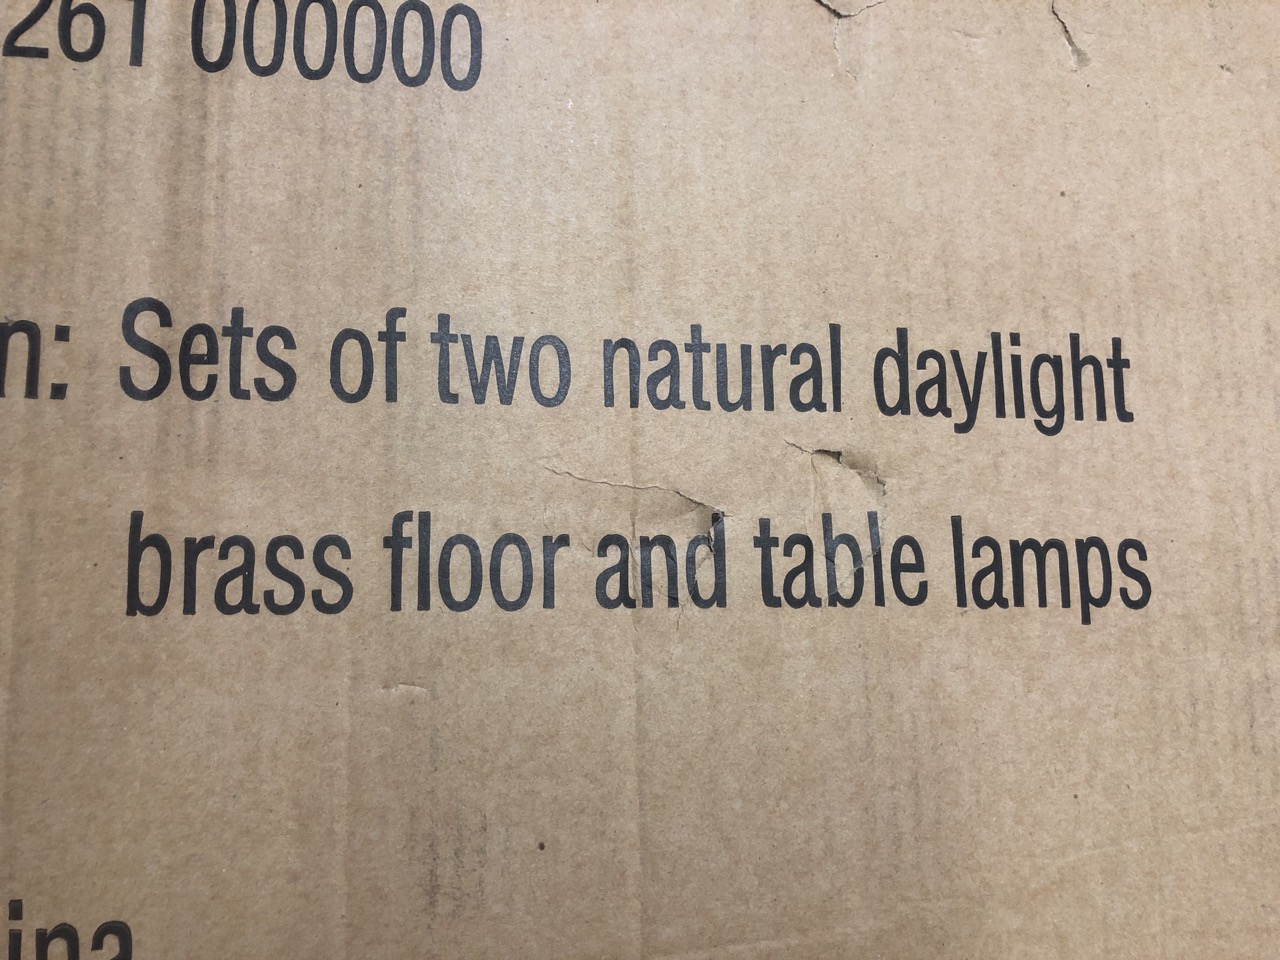 261 000000
n: Sets of two natural daylight
brass floor and table lamps
ina